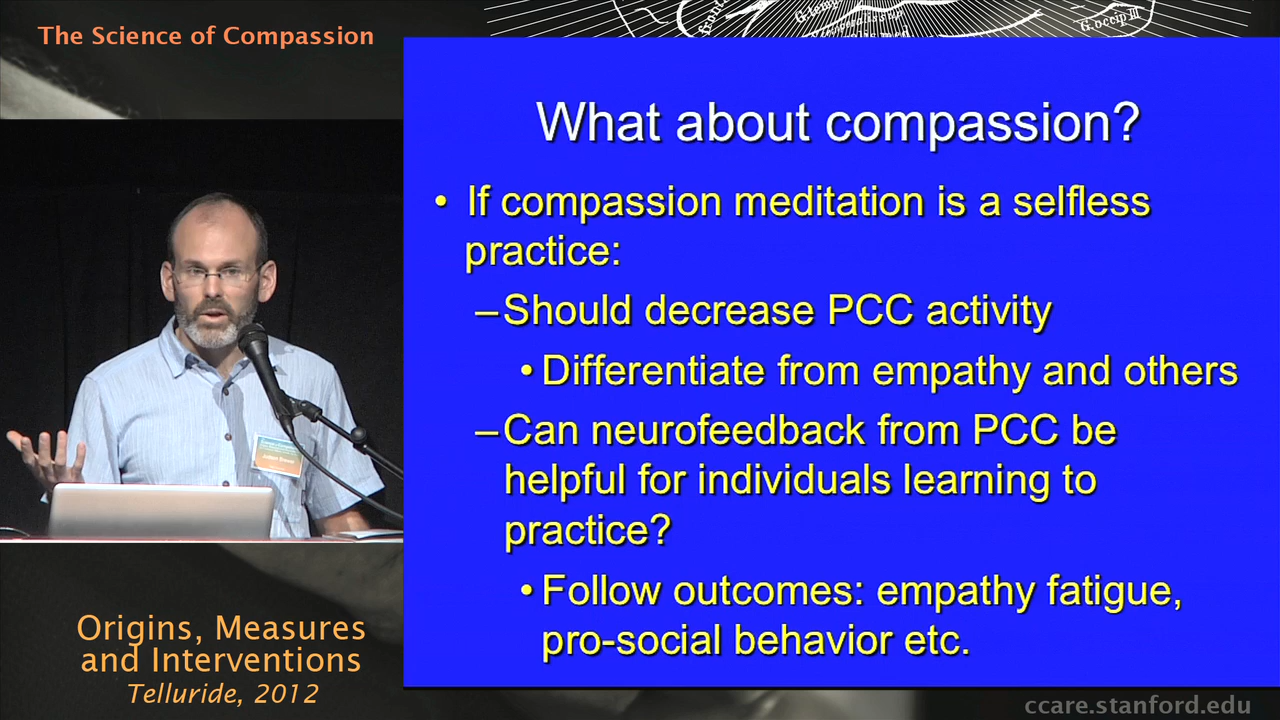 The Science of Compassion
G.occip III
What about compassion?
• If compassion meditation is a selfless
practice:
–Should decrease PCC activity
• Differentiate from empathy and others
–Can neurofeedback from PCC be
helpful for individuals learning to
practice?
• Follow outcomes: empathy fatigue,
pro-social behavior etc.
Origins, Measures
and Interventions
Telluride, 2012
ccare.stanford.edu